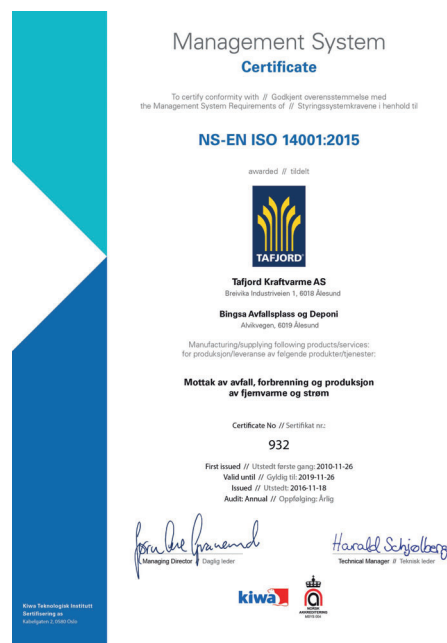 Management System
Certificate
To certify conformity with // Godkjent overensstemmelse med
the Management System Requirements of // Styringssystemkravene i henhold til
NS-EN ISO 14001:2015
awarded // tildelt
TAFJORD
Tafjord Kraftvarme AS
Breivika Industriveien 1, 6018 Ålesund
Bingsa Avfallsplass og Deponi
Alvikvegen, 6019 Ålesund
Manufacturing/supplying following products/services:
for produksjon/leveranse av følgende produkter/tjenester:
Mottak av avfall, forbrenning og produksjon
av fjernvarme og strøm
Certificate No // Sertifikat nr.:
932
First issued // Utstedt første gang: 2010-11-26
Valid until // Gyldig til: 2019-11-26
Issued // Utstedt: 2016-11-18
Audit: Annual // Oppfølging: Årlig
Harald Schjølberg
Managing Director // Daglig leder
Technical Manager // Teknisk leder
kiwa
NORSK
AKKREDITERING
Kiwa Teknologisk Institutt
Sertifisering as
Kabelgaten 2, 0580 Oslo